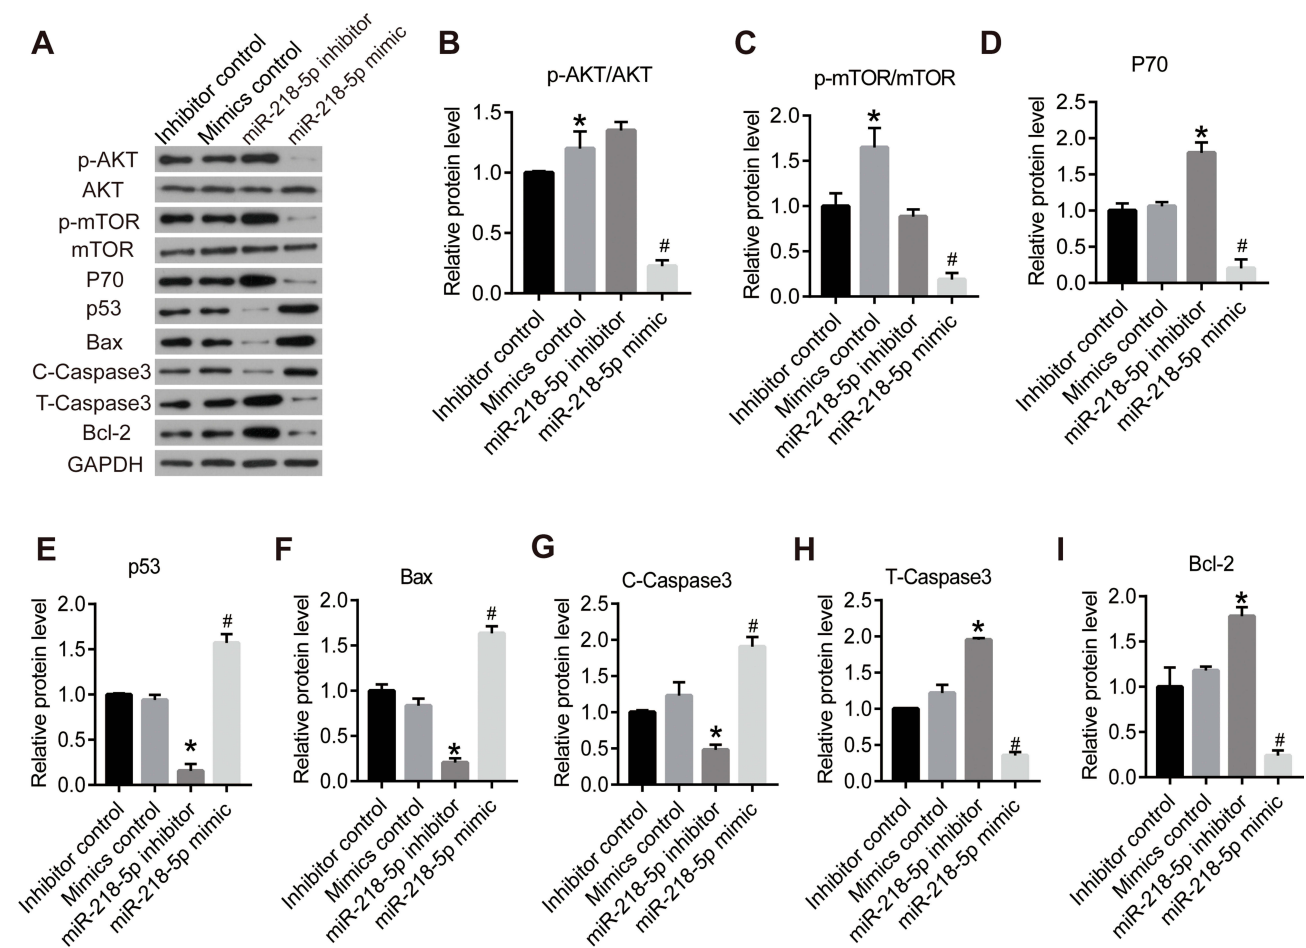 A
Inhibitor control
Mimics control
miR-218-5p inhibitor
miR-218-5p mimic
p-AKT
AKT
p-mTOR
mTOR
P70
p53
Bax
C-Caspase3
T-Caspase3
Bcl-2
GAPDH
B
p-AKT/AKT
Relative protein level
1.5
1.0
0.5
0.0
*
#
Inhibitor control
Mimics control
miR-218-5p inhibitor
miR-218-5p mimic
C
p-mTOR/mTOR
Relative protein level
2.0
1.5
1.0
0.5
0.0
*
#
Inhibitor control
Mimics control
miR-218-5p inhibitor
miR-218-5p mimic
D
P70
Relative protein level
2.5
2.0
1.5
1.0
0.5
0.0
*
#
Inhibitor control
Mimics control
miR-218-5p inhibitor
miR-218-5p mimic
E
p53
Relative protein level
2.0
1.5
1.0
0.5
0.0
*
#
Inhibitor control
Mimics control
miR-218-5p inhibitor
miR-218-5p mimic
F
Bax
Relative protein level
2.0
1.5
1.0
0.5
0.0
*
#
Inhibitor control
Mimics control
miR-218-5p inhibitor
miR-218-5p mimic
G
C-Caspase3
Relative protein level
2.5
2.0
1.5
1.0
0.5
0.0
*
#
Inhibitor control
Mimics control
miR-218-5p inhibitor
miR-218-5p mimic
H
T-Caspase3
Relative protein level
2.5
2.0
1.5
1.0
0.5
0.0
*
#
Inhibitor control
Mimics control
miR-218-5p inhibitor
miR-218-5p mimic
I
Bcl-2
Relative protein level
2.0
1.5
1.0
0.5
0.0
*
#
Inhibitor control
Mimics control
miR-218-5p inhibitor
miR-218-5p mimic